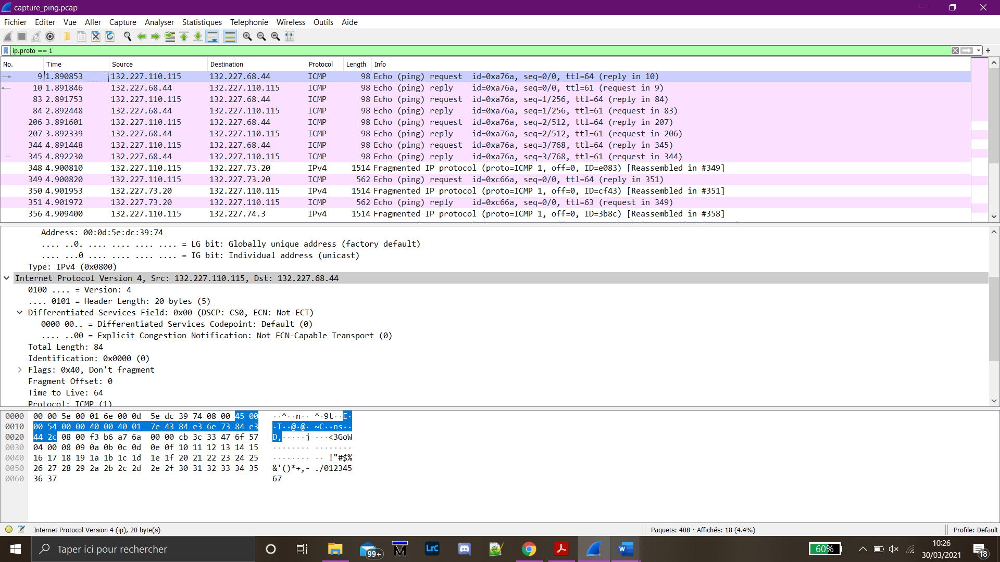 capture_ping.pcap
Fichier Editer Vue Aller Capture Analyser Statistiques Telephonie Wireless Outils Aide
ip.proto == 1
No. Time Source Destination Protocol Length Info
9 1.890853 132.227.110.115 132.227.68.44 ICMP 98 Echo (ping) request id=0xa76a, seq=0/0, ttl=64 (reply in 10)
10 1.891846 132.227.68.44 132.227.110.115 ICMP 98 Echo (ping) reply id=0xa76a, seq=0/0, ttl=61 (request in 9)
83 2.891753 132.227.110.115 132.227.68.44 ICMP 98 Echo (ping) request id=0xa76a, seq=1/256, ttl=64 (reply in 84)
84 2.892448 132.227.68.44 132.227.110.115 ICMP 98 Echo (ping) reply id=0xa76a, seq=1/256, ttl=61 (request in 83)
206 3.891601 132.227.110.115 132.227.68.44 ICMP 98 Echo (ping) request id=0xa76a, seq=2/512, ttl=64 (reply in 207)
207 3.892339 132.227.68.44 132.227.110.115 ICMP 98 Echo (ping) reply id=0xa76a, seq=2/512, ttl=61 (request in 206)
344 4.891448 132.227.110.115 132.227.68.44 ICMP 98 Echo (ping) request id=0xa76a, seq=3/768, ttl=64 (reply in 345)
345 4.892230 132.227.68.44 132.227.110.115 ICMP 98 Echo (ping) reply id=0xa76a, seq=3/768, ttl=61 (request in 344)
348 4.900810 132.227.110.115 132.227.73.20 IPv4 1514 Fragmented IP protocol (proto=ICMP 1, off=0, ID=e083) [Reassembled in #349]
349 4.900820 132.227.110.115 132.227.73.20 ICMP 562 Echo (ping) request id=0xc66a, seq=0/0, ttl=64 (reply in 351)
350 4.901953 132.227.73.20 132.227.110.115 IPv4 1514 Fragmented IP protocol (proto=ICMP 1, off=0, ID=cf43) [Reassembled in #351]
351 4.901972 132.227.73.20 132.227.110.115 ICMP 562 Echo (ping) reply id=0xc66a, seq=0/0, ttl=63 (request in 349)
356 4.909400 132.227.110.115 132.227.74.3 IPv4 1514 Fragmented IP protocol (proto=ICMP 1, off=0, ID=3b8c) [Reassembled in #358]
Address: 00:0d:5e:dc:39:74
.... ..0. .... .... .... .... = LG bit: Globally unique address (factory default)
.... ...0 .... .... .... .... = IG bit: Individual address (unicast)
Type: IPv4 (0x0800)
Internet Protocol Version 4, Src: 132.227.110.115, Dst: 132.227.68.44
0100 .... = Version: 4
.... 0101 = Header Length: 20 bytes (5)
Differentiated Services Field: 0x00 (DSCP: CS0, ECN: Not-ECT)
0000 00.. = Differentiated Services Codepoint: Default (0)
.... ..00 = Explicit Congestion Notification: Not ECN-Capable Transport (0)
Total Length: 84
Identification: 0x0000 (0)
Flags: 0x40, Don't fragment
Fragment Offset: 0
Time to Live: 64
Protocol: ICMP (1)
0000 00 00 5e 00 01 6e 00 0d 5e dc 39 74 08 00 45 00 ··^··n·· ^·9t··E·
0010 00 54 00 00 40 00 40 01 7e 43 84 e3 6e 73 84 e3 ·T··@·@· ~C··ns··
0020 44 2c 08 00 f3 b6 a7 6a 00 00 cb 3c 33 47 6f 57 D,·····j ···<3GoW
0030 04 00 08 09 0a 0b 0c 0d 0e 0f 10 11 12 13 14 15 ········ ········
0040 16 17 18 19 1a 1b 1c 1d 1e 1f 20 21 22 23 24 25 ········ ·· !"#$%
0050 26 27 28 29 2a 2b 2c 2d 2e 2f 30 31 32 33 34 35 &'()*+,- ./012345
0060 36 37 67
Internet Protocol Version 4 (ip), 20 byte(s) Paquets: 408 · Affichés: 18 (4.4%) Profile: Default
Taper ici pour rechercher 99+ LrC 60% 10:26
30/03/2021 18